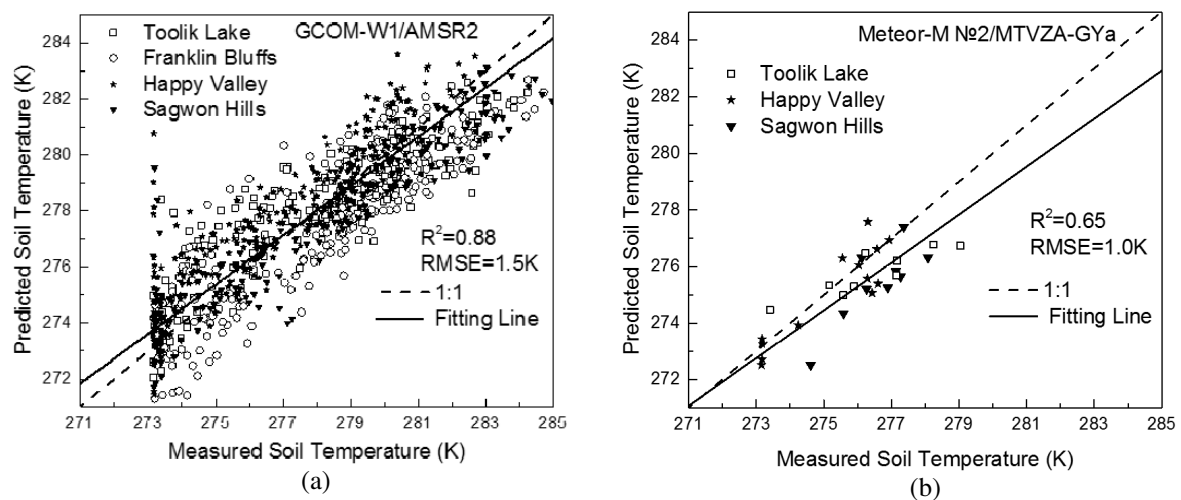 GCOM-W1/AMSR2
Toolik Lake
Franklin Bluffs
Happy Valley
Sagwon Hills
R²=0.88
RMSE=1.5K
1:1
Fitting Line
Predicted Soil Temperature (K)
284
282
280
278
276
274
272
271 273 275 277 279 281 283 285
Measured Soil Temperature (K)
(a)
Meteor-M №2/MTVZA-GYa
Toolik Lake
Happy Valley
Sagwon Hills
R²=0.65
RMSE=1.0K
1:1
Fitting Line
Predicted Soil Temperature (K)
284
282
280
278
276
274
272
271 273 275 277 279 281 283 285
Measured Soil Temperature (K)
(b)